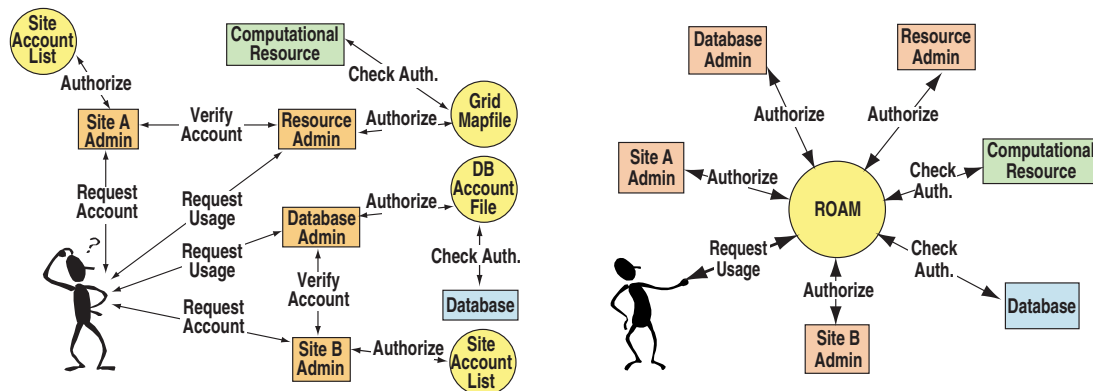 Site
Account
List
Authorize
Computational
Resource
Check Auth.
Grid
Mapfile
Site A
Admin
Verify
Account
Resource
Admin
Authorize
Request
Account
Request
Usage
DB
Account
File
Authorize
Database
Admin
Request
Usage
?
Check Auth.
Verify
Account
Database
Request
Account
Site B
Admin
Authorize
Site
Account
List
Database
Admin
Resource
Admin
Authorize
Authorize
Site A
Admin
Authorize
Computational
Resource
Check
Auth.
ROAM
Request
Usage
Check
Auth.
Authorize
Database
Site B
Admin